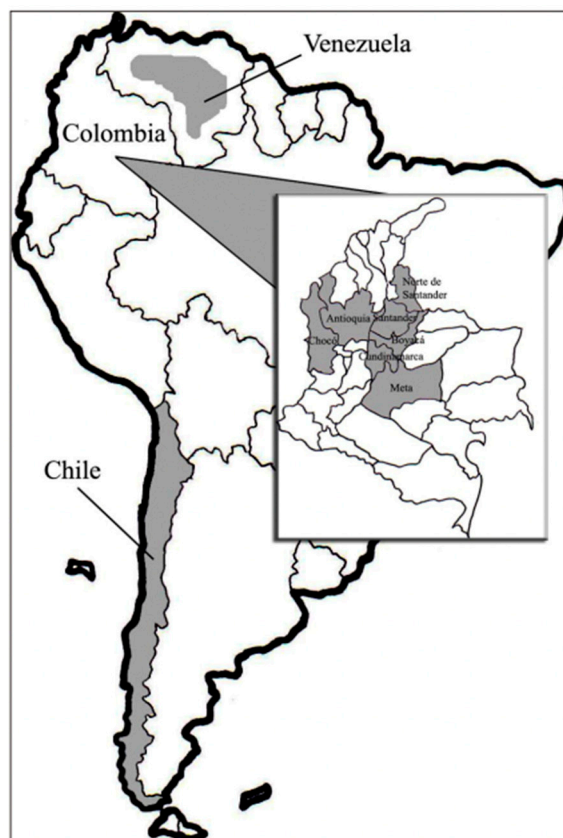 Venezuela
Colombia
Norte de
Santander
Antioquia
Santander
Chocó
Boyacá
Cundinamarca
Meta
Chile